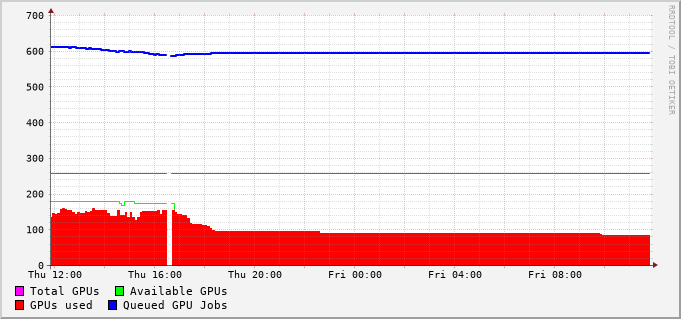 700
600
500
400
300
200
100
0
Thu 12:00 Thu 16:00 Thu 20:00 Fri 00:00 Fri 04:00 Fri 08:00
Total GPUs Available GPUs
GPUs used Queued GPU Jobs
RRDTOOL / TOBI OETIKER